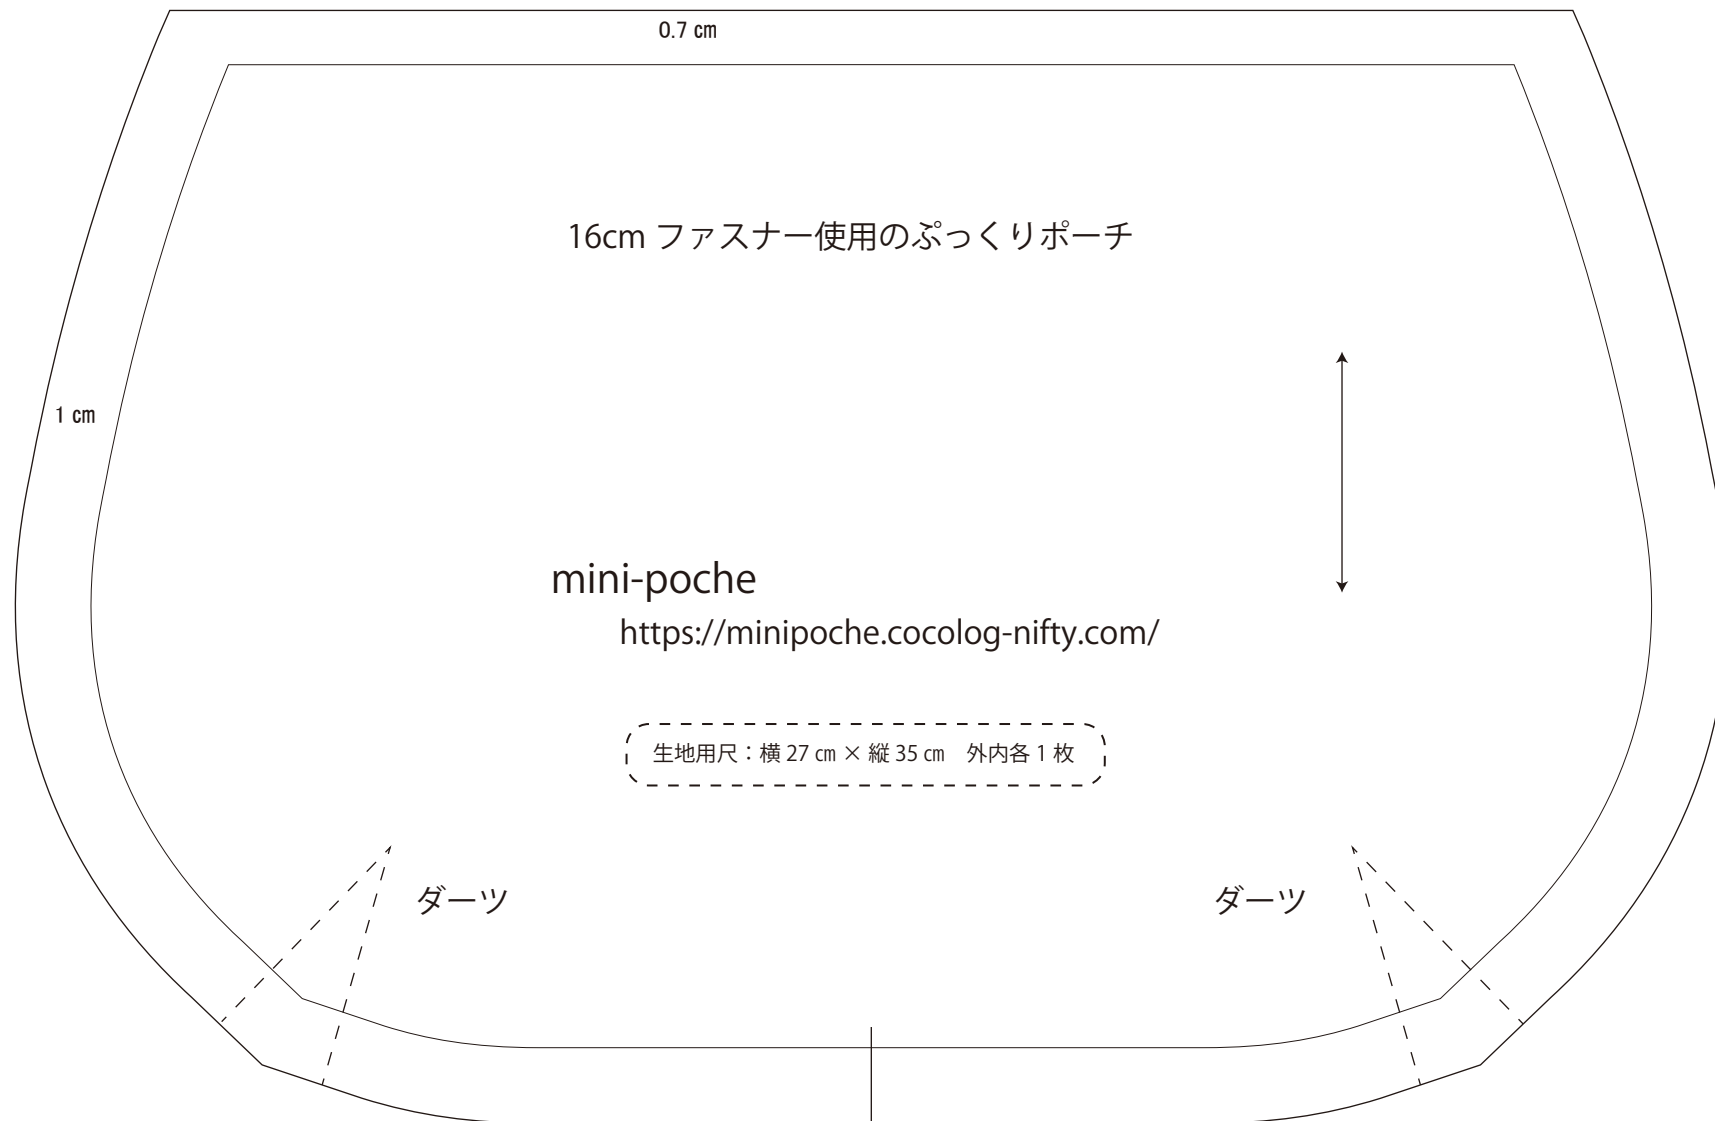 0.7 cm
16cm ファスナー使用のぷっくりポーチ
1 cm
mini-poche
https://minipoche.cocolog-nifty.com/
生地用尺：横 27 ㎝ × 縦 35 ㎝　外内各 1 枚
ダーツ
ダーツ